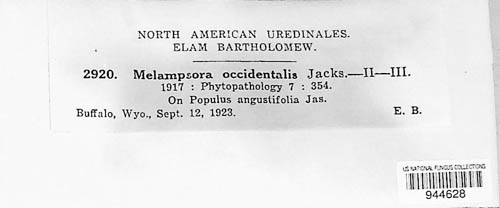 NORTH AMERICAN UREDINALES.
ELAM BARTHOLOMEW.
2920. Melampsora occidentalis Jacks.—II—III.
1917 : Phytopathology 7 : 354.
On Populus angustifolia Jas.
Buffalo, Wyo., Sept. 12, 1923. E. B.
US NATIONAL FUNGUS COLLECTIONS
944628